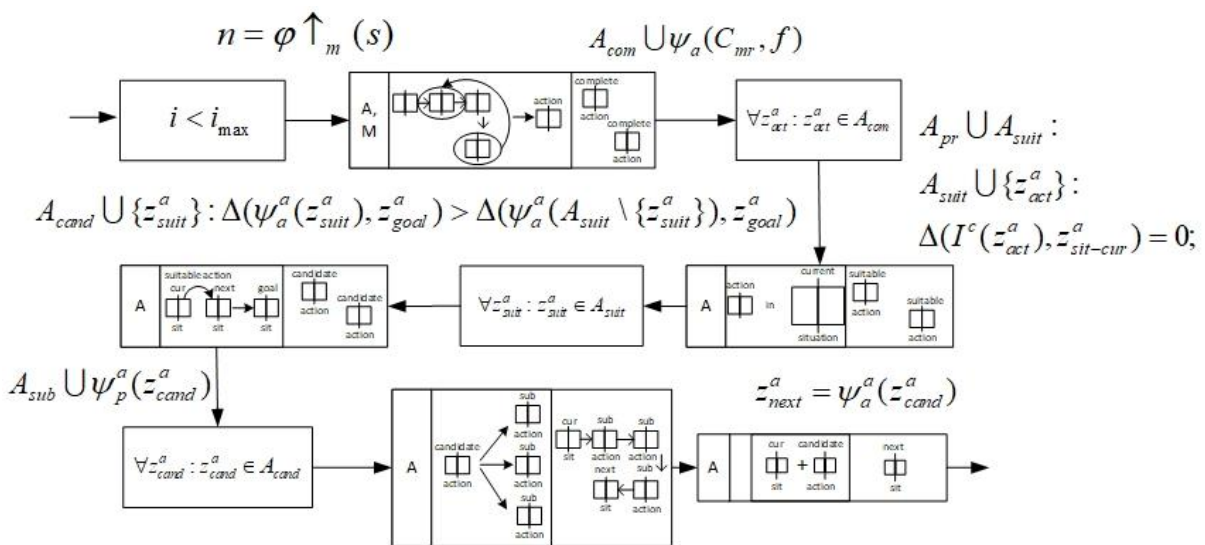 n = φ ↑_m (s)
A_com ∪ ψ_a(C_mr, f)
i < i_max
A,
M
action
complete
action
complete
action
∀z^a_act : z^a_act ∈ A_com
A_pr ∪ A_suit :
A_suit ∪ {z^a_act} :
Δ(I^c(z^a_act), z^a_sit-cur) = 0;
A_cand ∪ {z^a_suit} : Δ(ψ^a_a(z^a_suit), z^a_goal) > Δ(ψ^a_a(A_suit \ {z^a_suit}), z^a_goal)
A
suitable action
cur next goal
sit sit sit
candidate
action
candidate
action
∀z^a_suit : z^a_suit ∈ A_suit
A
action
in
current
situation
suitable
action
suitable
action
A_sub ∪ ψ^a_p(z^a_cand)
∀z^a_cand : z^a_cand ∈ A_cand
A
candidate
action
sub
action
sub
action
sub
action
cur sub sub
sit action action
next sub
sit action
z^a_next = ψ^a_a(z^a_cand)
A
cur candidate
+
sit action
next
sit